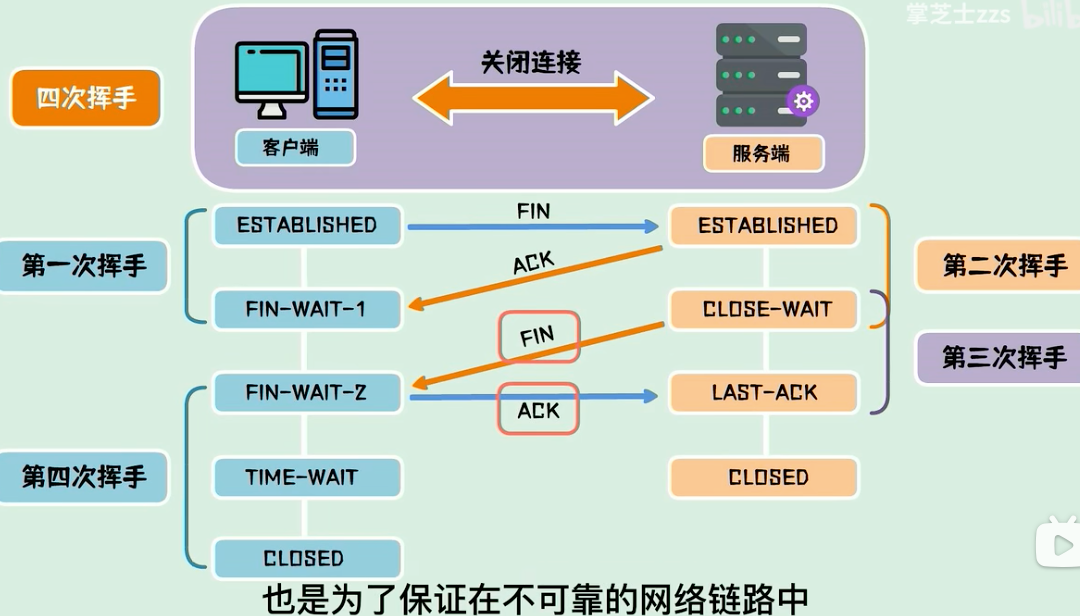 掌芝士zzs bilib
四次挥手
关闭连接
客户端
服务端
第一次挥手
ESTABLISHED
FIN
ESTABLISHED
第二次挥手
ACK
FIN-WAIT-1
CLOSE-WAIT
FIN
第三次挥手
FIN-WAIT-Z
ACK
LAST-ACK
第四次挥手
TIME-WAIT
CLOSED
CLOSED
也是为了保证在不可靠的网络链路中